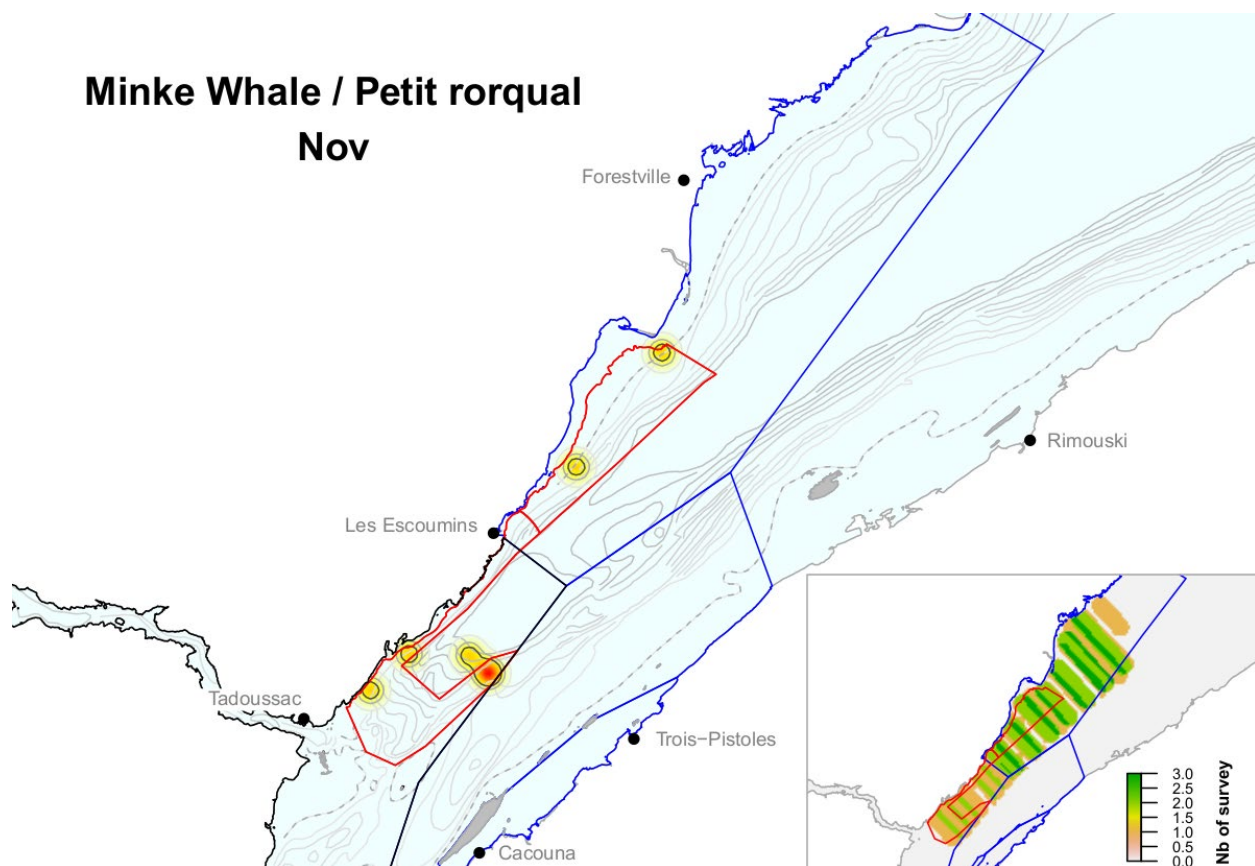 Minke Whale / Petit rorqual
Nov
Forestville
Rimouski
Les Escoumins
Tadoussac
Trois−Pistoles
Cacouna
3.0
2.5
2.0
1.5
1.0
0.5
0.0
Nb of survey